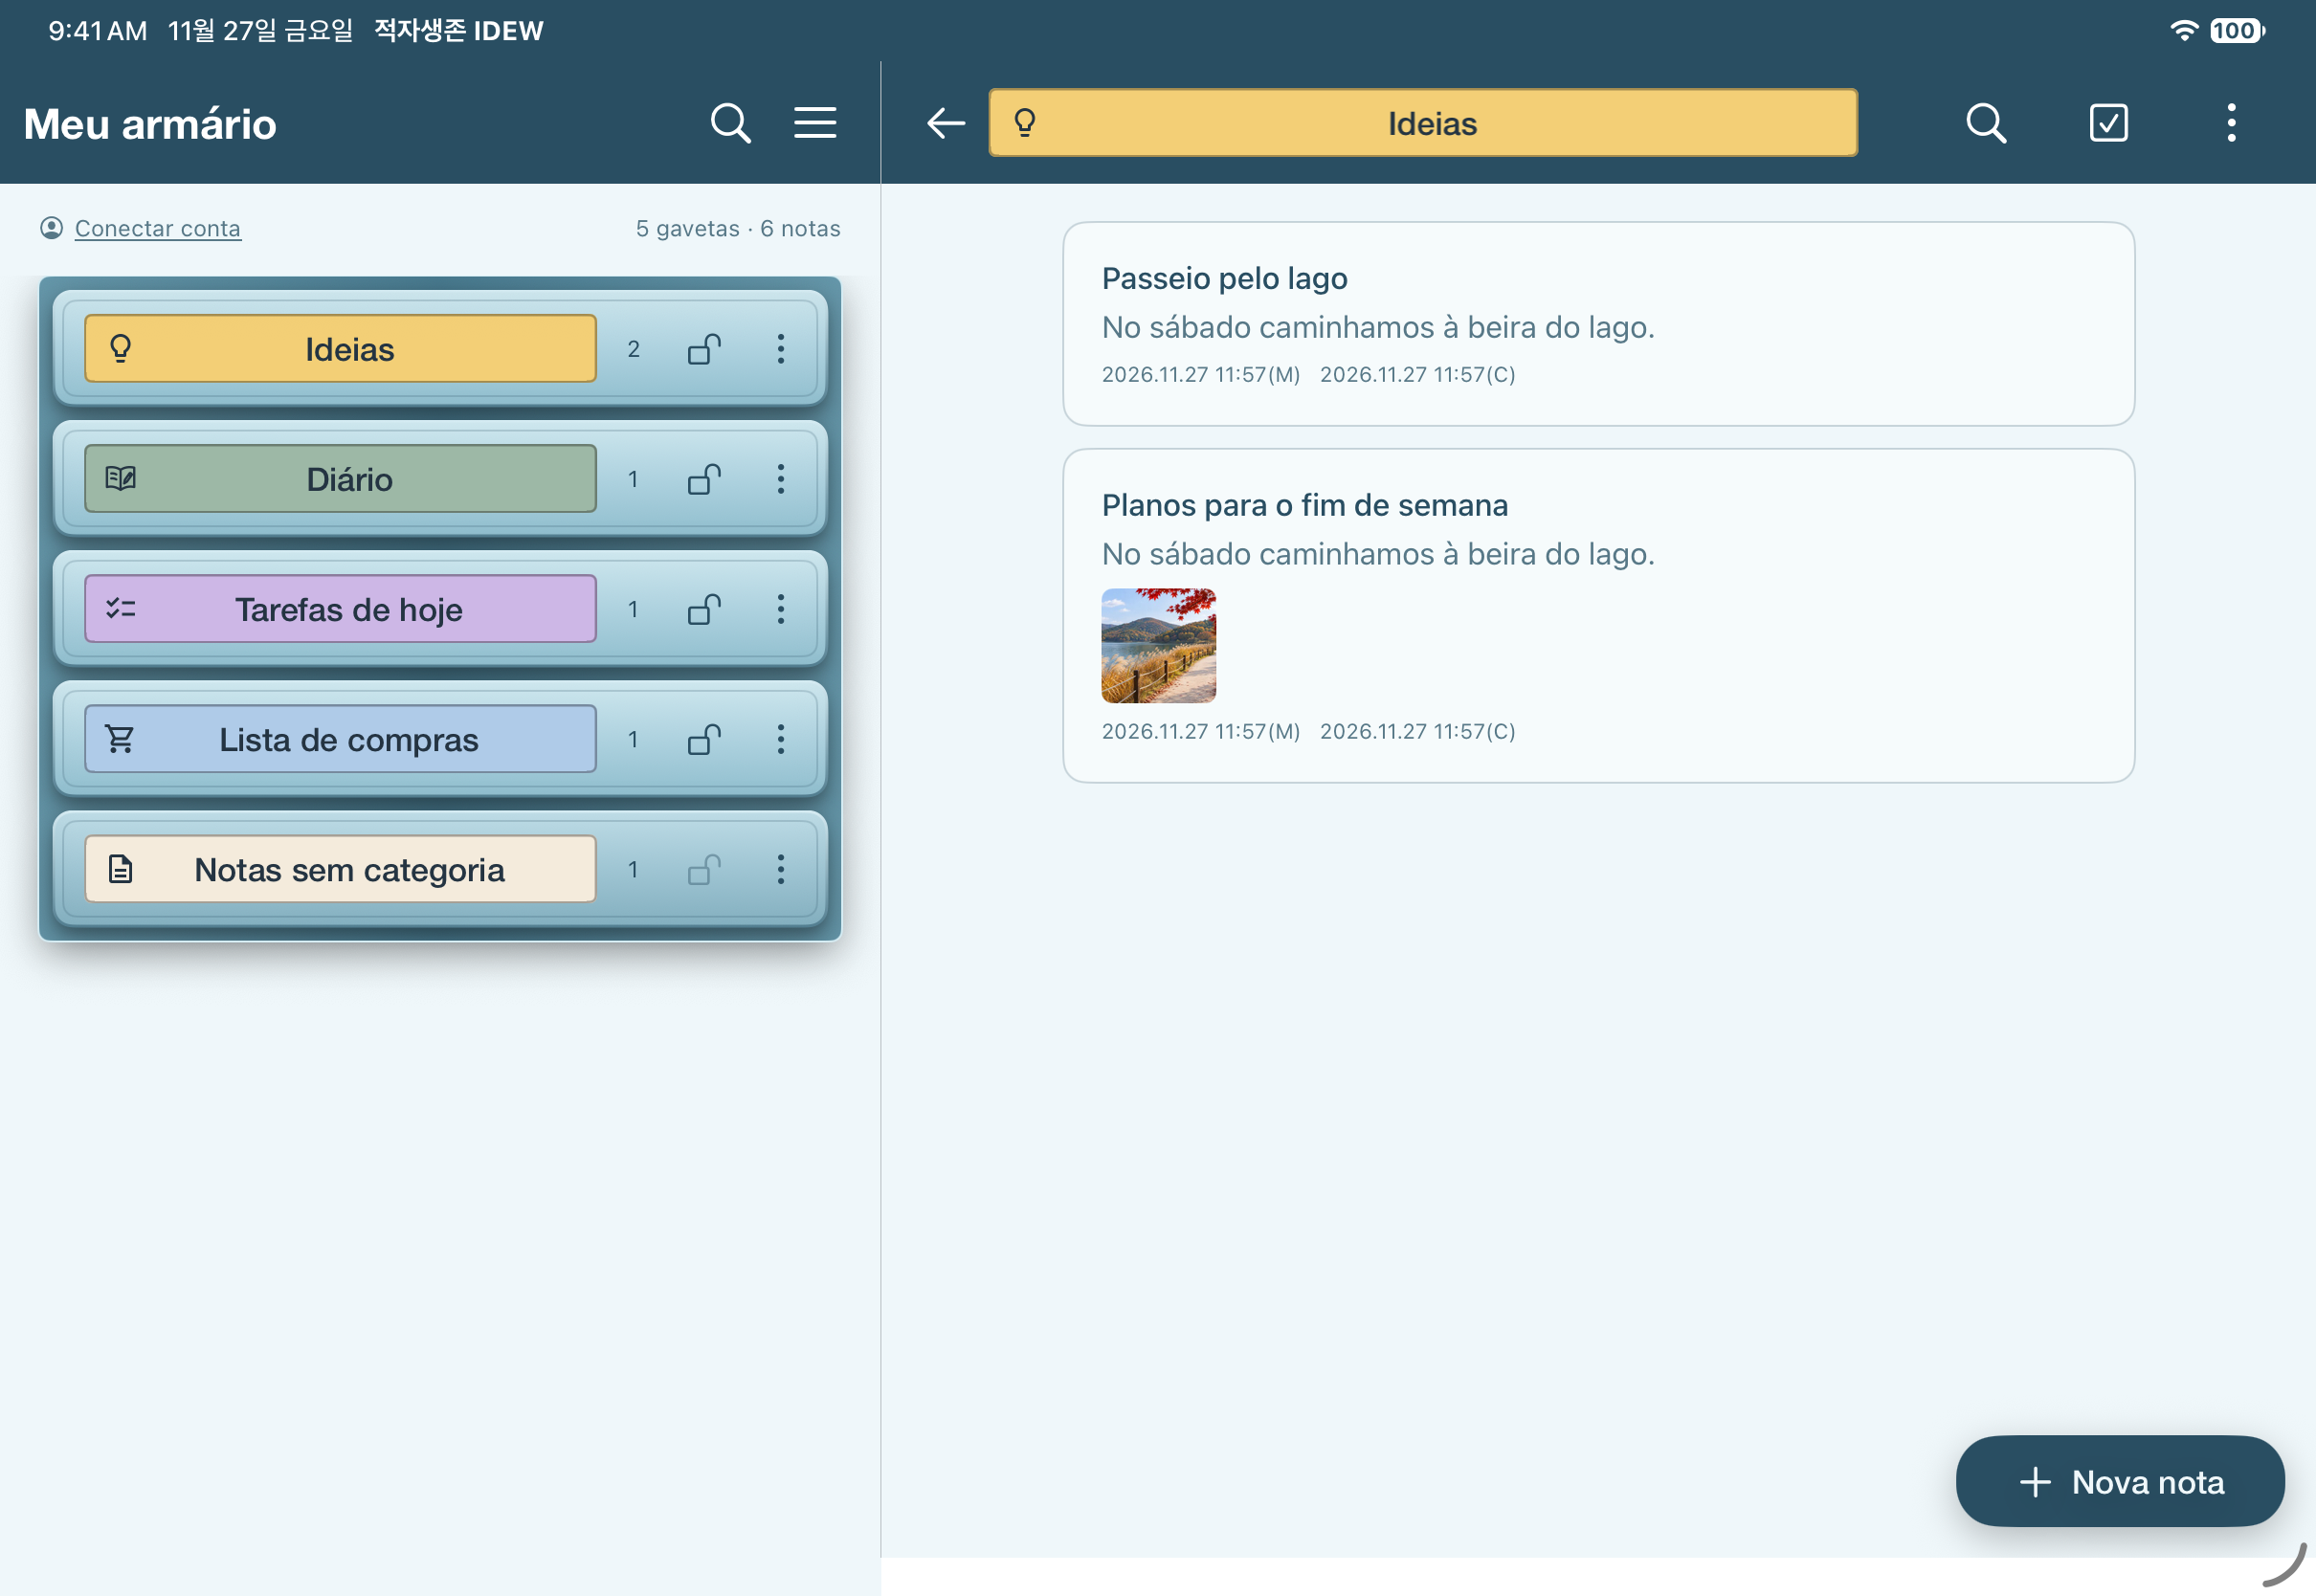 9:41 AM 11월 27일 금요일 적자생존 IDEW
100
Meu armário
Ideias
Conectar conta
5 gavetas · 6 notas
Ideias
2
Diário
1
Tarefas de hoje
1
Lista de compras
1
Notas sem categoria
1
Passeio pelo lago
No sábado caminhamos à beira do lago.
2026.11.27 11:57(M) 2026.11.27 11:57(C)
Planos para o fim de semana
No sábado caminhamos à beira do lago.
2026.11.27 11:57(M) 2026.11.27 11:57(C)
Nova nota